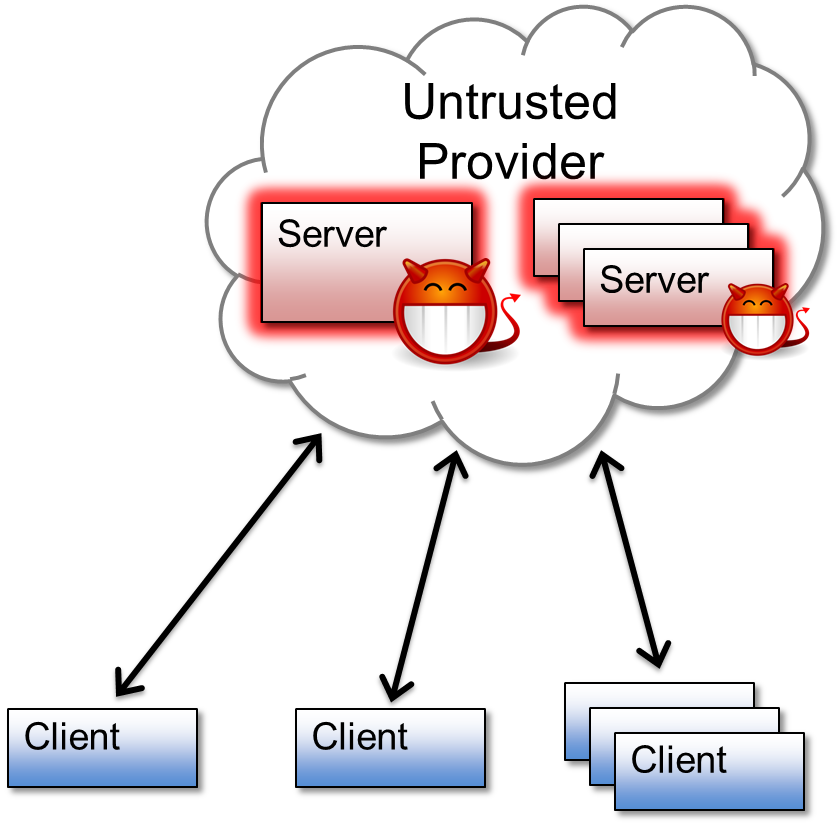 Untrusted
Provider
Server
Server
Client
Client
Client